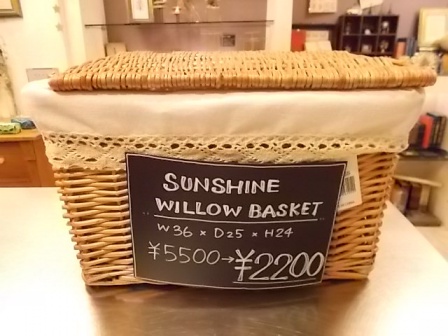 SUNSHINE
WILLOW BASKET
W36 × D25 × H24
¥5500→¥2200